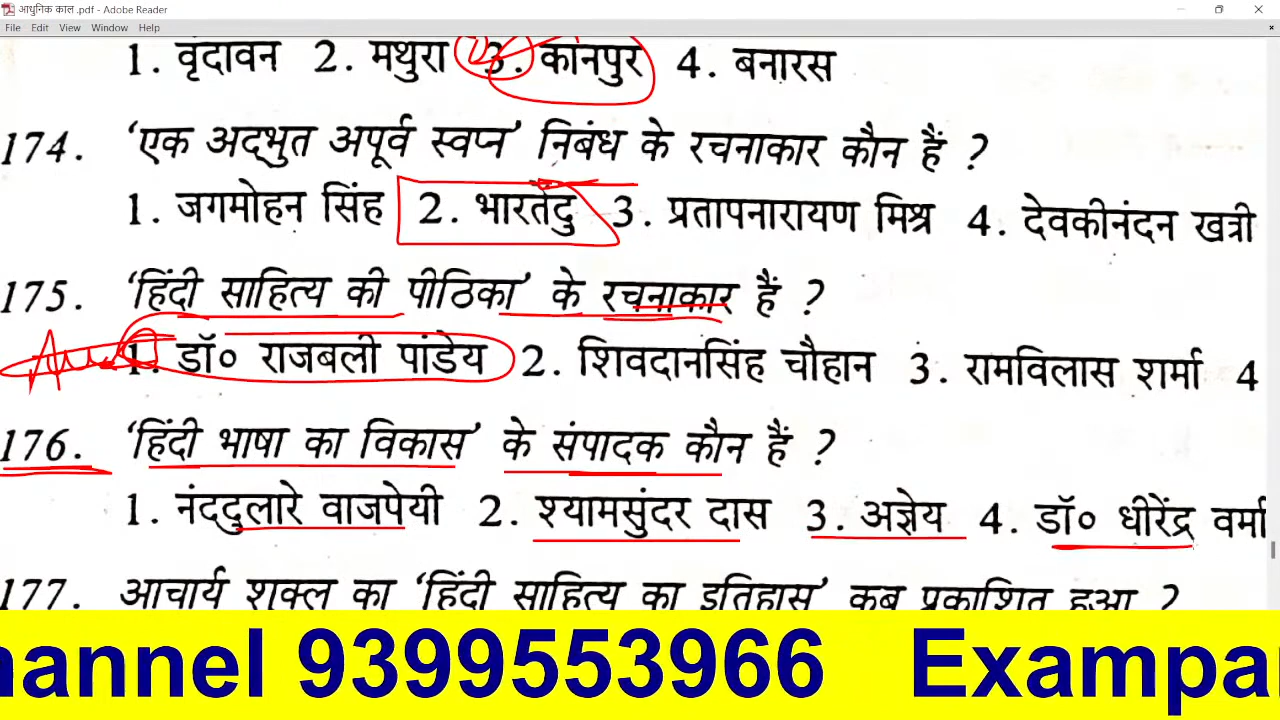 आधुनिक काल .pdf - Adobe Reader
File Edit View Window Help
1. वृंदावन 2. मथुरा 3. कानपुर 4. बनारस
174. ‘एक अद्भुत अपूर्व स्वप्न’ निबंध के रचनाकार कौन हैं ?
1. जगमोहन सिंह 2. भारतेंदु 3. प्रतापनारायण मिश्र 4. देवकीनंदन खत्री
175. ‘हिंदी साहित्य की पीठिका’ के रचनाकार हैं ?
1. डॉ० राजबली पांडेय 2. शिवदानसिंह चौहान 3. रामविलास शर्मा 4
176. ‘हिंदी भाषा का विकास’ के संपादक कौन हैं ?
1. नंददुलारे वाजपेयी 2. श्यामसुंदर दास 3. अज्ञेय 4. डॉ० धीरेंद्र वर्मा
177. आचार्य शुक्ल का ‘हिंदी साहित्य का इतिहास’ कब प्रकाशित हुआ ?
hannel 9399553966 Exampar